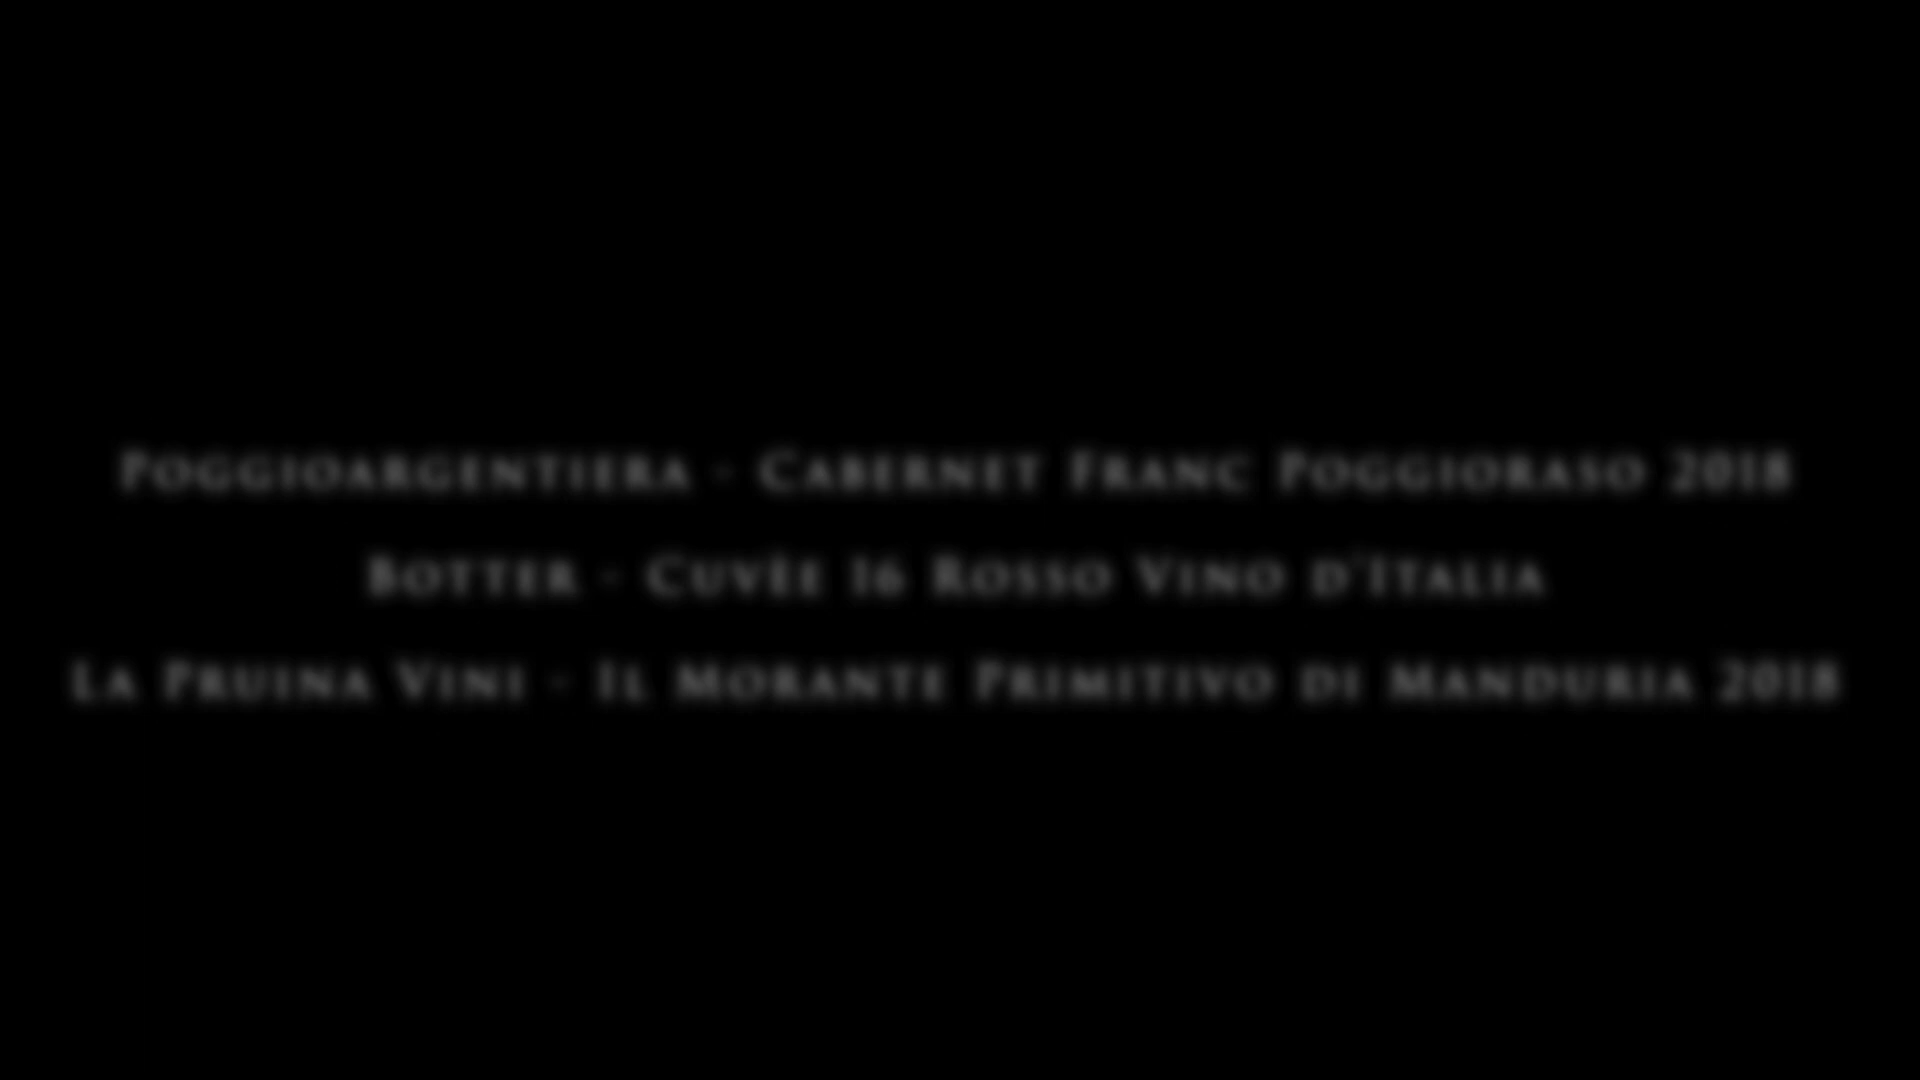 Poggioargentiera - Cabernet Franc Poggioraso 2018
Botter - Cuvèe 16 Rosso Vino d'Italia
La Pruina Vini - Il Morante Primitivo di Manduria 2018